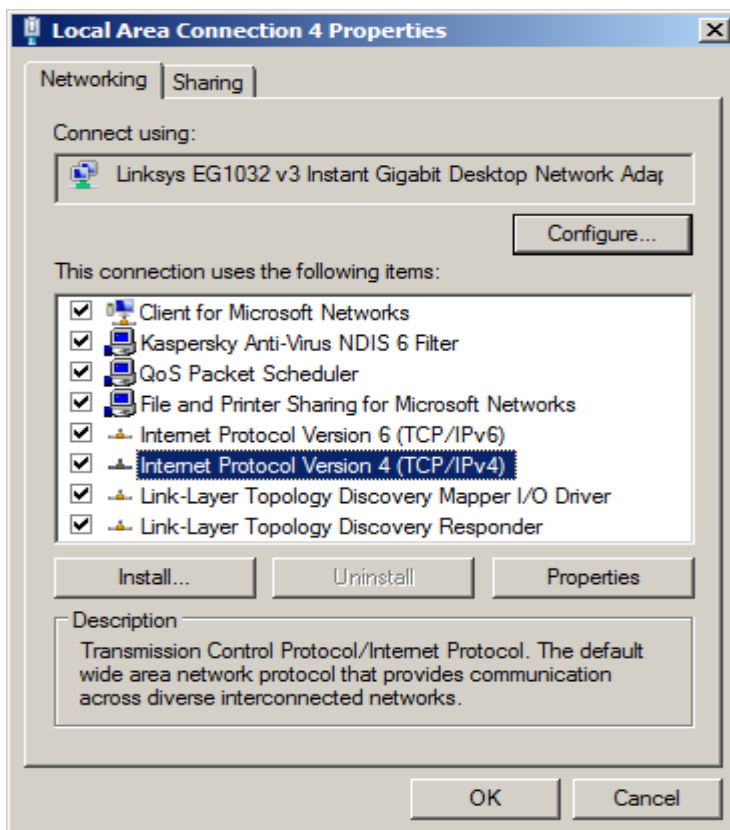 Local Area Connection 4 Properties
Networking
Sharing
Connect using:
Linksys EG1032 v3 Instant Gigabit Desktop Network Adap
Configure...
This connection uses the following items:
Client for Microsoft Networks
Kaspersky Anti-Virus NDIS 6 Filter
QoS Packet Scheduler
File and Printer Sharing for Microsoft Networks
Internet Protocol Version 6 (TCP/IPv6)
Internet Protocol Version 4 (TCP/IPv4)
Link-Layer Topology Discovery Mapper I/O Driver
Link-Layer Topology Discovery Responder
Install...
Uninstall
Properties
Description
Transmission Control Protocol/Internet Protocol. The default
wide area network protocol that provides communication
across diverse interconnected networks.
OK
Cancel